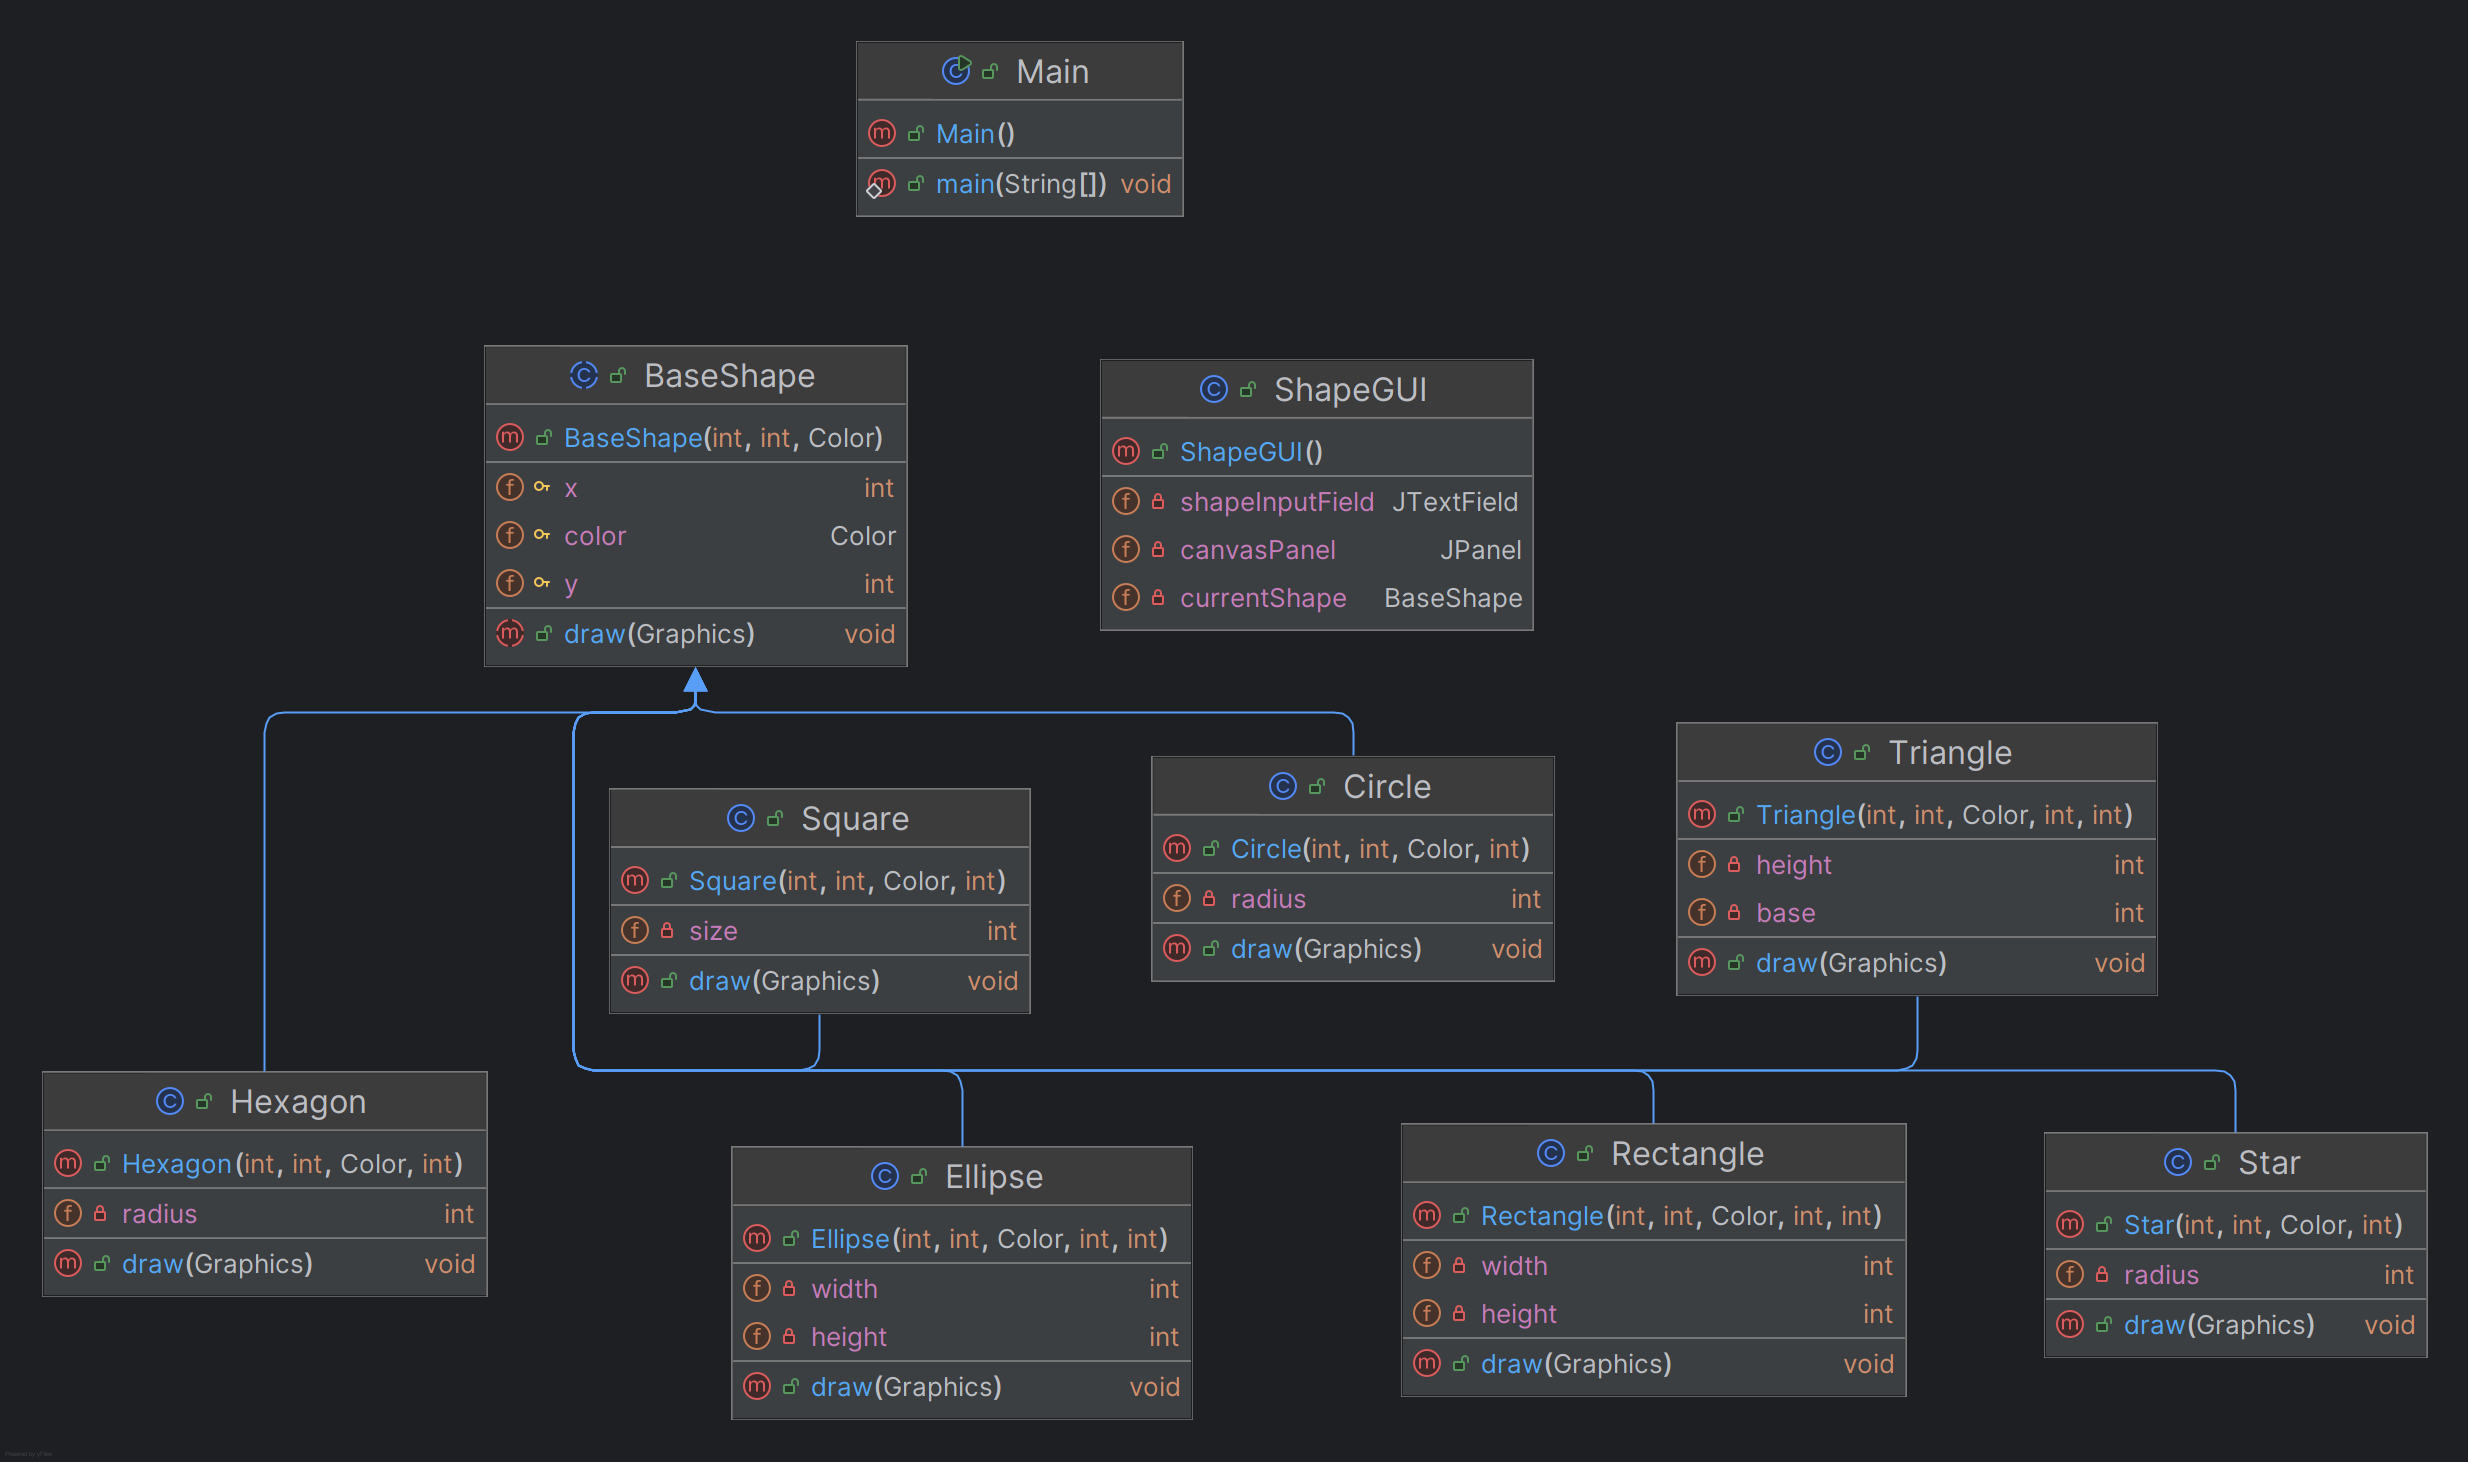 Main
Main()
main(String[]) void
BaseShape
BaseShape(int, int, Color)
x int
color Color
y int
draw(Graphics) void
ShapeGUI
ShapeGUI()
shapeInputField JTextField
canvasPanel JPanel
currentShape BaseShape
Square
Square(int, int, Color, int)
size int
draw(Graphics) void
Circle
Circle(int, int, Color, int)
radius int
draw(Graphics) void
Triangle
Triangle(int, int, Color, int, int)
height int
base int
draw(Graphics) void
Hexagon
Hexagon(int, int, Color, int)
radius int
draw(Graphics) void
Ellipse
Ellipse(int, int, Color, int, int)
width int
height int
draw(Graphics) void
Rectangle
Rectangle(int, int, Color, int, int)
width int
height int
draw(Graphics) void
Star
Star(int, int, Color, int)
radius int
draw(Graphics) void
Powered by yFiles